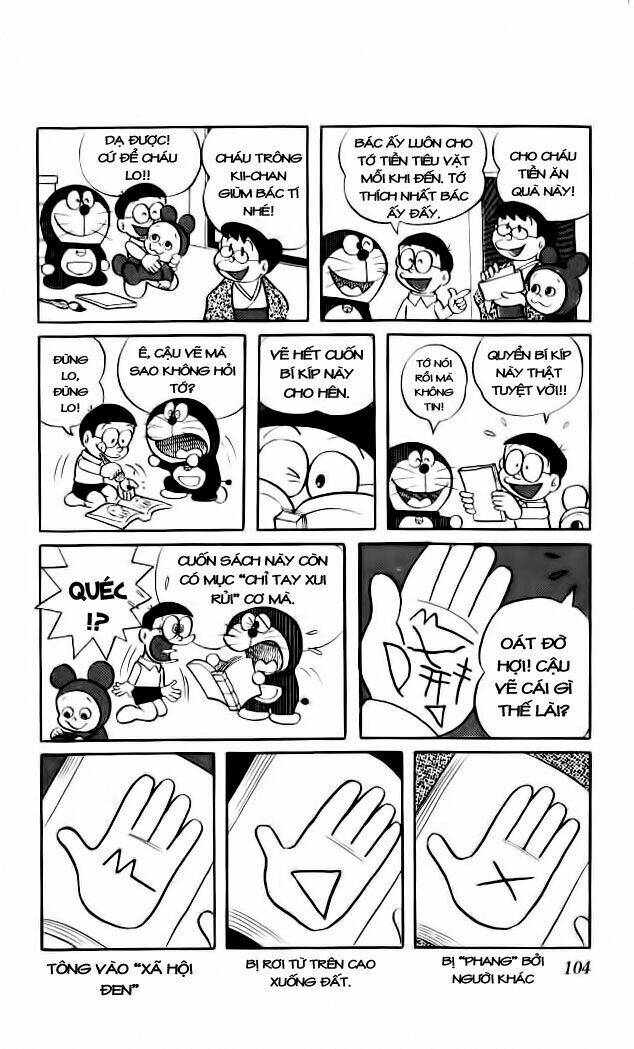 DẠ ĐƯỢC!
CỨ ĐỂ CHÁU
LO!!
CHÁU TRÔNG
KII-CHAN
GIÙM BÁC TÍ
NHÉ!
BÁC ẤY LUÔN CHO
TỚ TIỀN TIÊU VẶT
MỖI KHI ĐẾN. TỚ
THÍCH NHẤT BÁC
ẤY ĐẤY.
CHO CHÁU
TIỀN ĂN
QUÀ NÀY!
ĐỪNG
LO,
ĐỪNG
LO!
Ê, CẬU VẼ MÀ
SAO KHÔNG HỎI
TỚ?
VẼ HẾT CUỐN
BÍ KÍP NÀY
CHO HÊN.
TỚ NÓI
RỒI MÀ
KHÔNG
TIN!
QUYỂN BÍ KÍP
NÀY THẬT
TUYỆT VỜI!!
QUÉC
!?
CUỐN SÁCH NÀY CÒN
CÓ MỤC "CHỈ TAY XUI
RỦI" CƠ MÀ.
OÁT ĐỜ
HỢI! CẬU
VẼ CÁI GÌ
THẾ LÀI?
TÔNG VÀO "XÃ HỘI
ĐEN"
BỊ RƠI TỪ TRÊN CAO
XUỐNG ĐẤT.
BỊ "PHANG" BỞI
NGƯỜI KHÁC
104